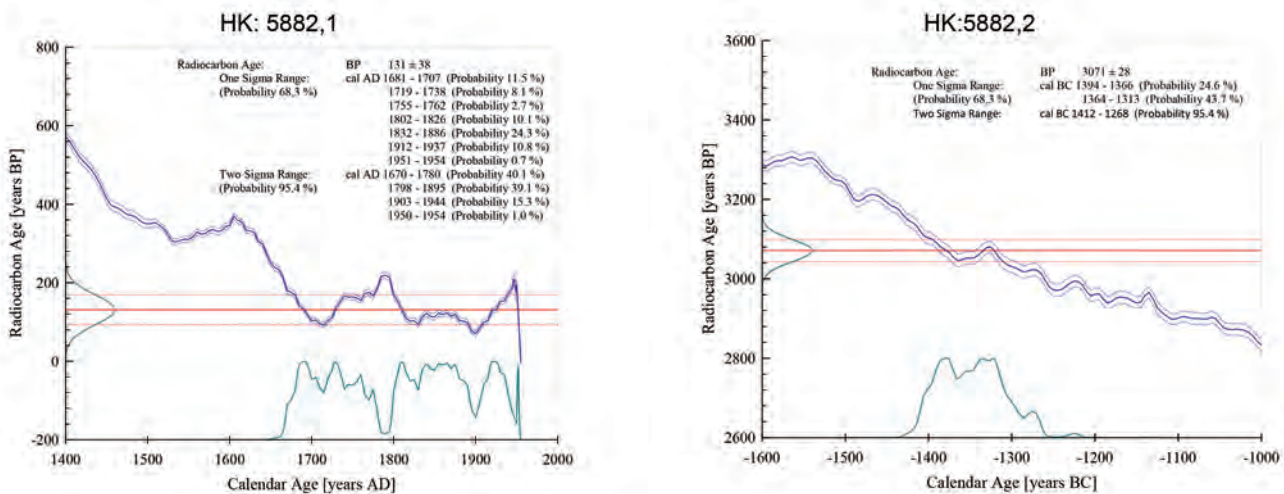 HK: 5882,1
Radiocarbon Age: BP 131 ± 38
One Sigma Range: cal AD 1681 - 1707 (Probability 11.5 %)
(Probability 68,3 %) 1719 - 1738 (Probability 8.1 %)
1755 - 1762 (Probability 2.7 %)
1802 - 1826 (Probability 10.1 %)
1832 - 1886 (Probability 24.3 %)
1912 - 1937 (Probability 10.8 %)
1951 - 1954 (Probability 0.7 %)
Two Sigma Range: cal AD 1670 - 1780 (Probability 40.1 %)
(Probability 95.4 %) 1798 - 1895 (Probability 39.1 %)
1903 - 1944 (Probability 15.3 %)
1950 - 1954 (Probability 1.0 %)
Radiocarbon Age [years BP]
800
600
400
200
0
-200
1400 1500 1600 1700 1800 1900 2000
Calendar Age [years AD]
HK: 5882,2
Radiocarbon Age: BP 3071 ± 28
One Sigma Range: cal BC 1394 - 1366 (Probability 24.6 %)
(Probability 68,3 %) 1364 - 1313 (Probability 43.7 %)
Two Sigma Range: cal BC 1412 - 1268 (Probability 95.4 %)
Radiocarbon Age [years BP]
3600
3400
3200
3000
2800
2600
-1600 -1500 -1400 -1300 -1200 -1100 -1000
Calendar Age [years BC]